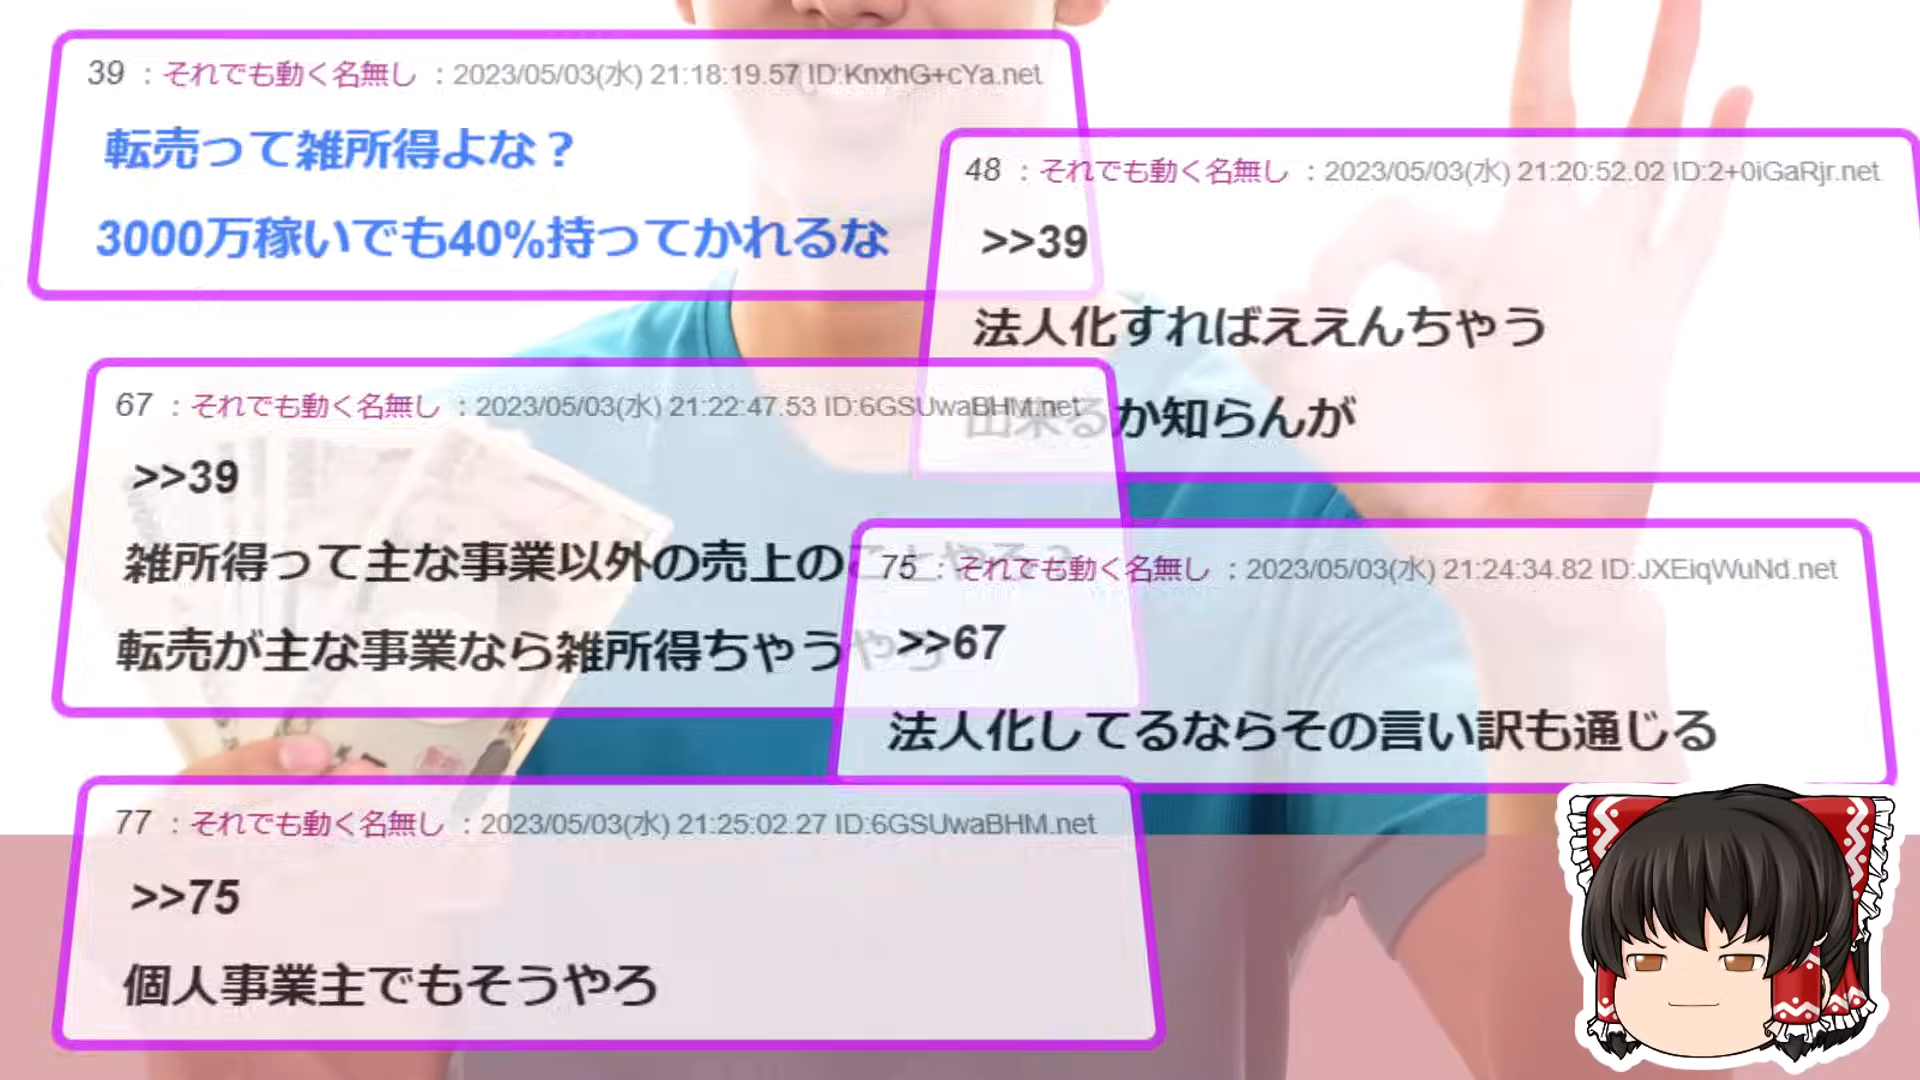 39 ：それでも動く名無し ：2023/05/03(水) 21:18:19.57 ID:KnxhG+cYa.net
転売って雑所得よな？
3000万稼いでも40%持ってかれるな
48 ：それでも動く名無し ：2023/05/03(水) 21:20:52.02 ID:2+0iGaRjr.net
>>39
法人化すればええんちゃう
出来るか知らんが
67 ：それでも動く名無し ：2023/05/03(水) 21:22:47.53 ID:6GSUwaBHM.net
>>39
雑所得って主な事業以外の売上のことやろ？
転売が主な事業なら雑所得ちゃうやろ
75 ：それでも動く名無し ：2023/05/03(水) 21:24:34.82 ID:JXEiqWuNd.net
>>67
法人化してるならその言い訳も通じる
77 ：それでも動く名無し ：2023/05/03(水) 21:25:02.27 ID:6GSUwaBHM.net
>>75
個人事業主でもそうやろ